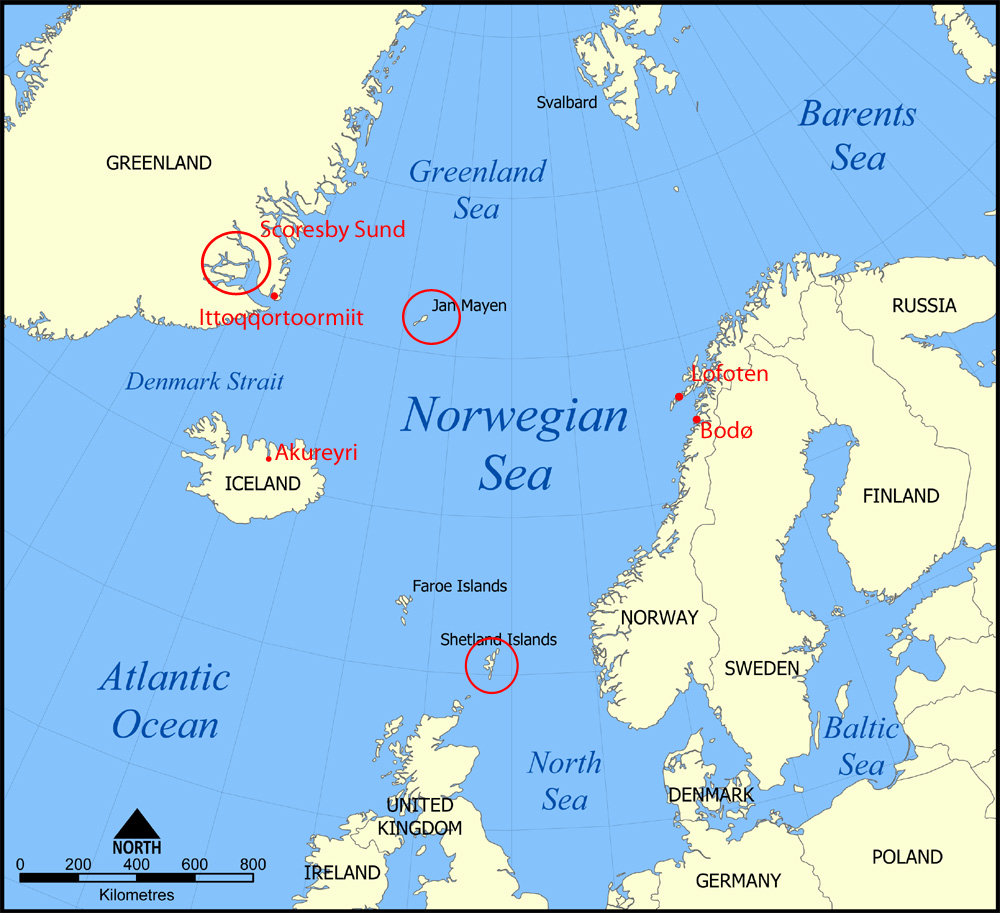 Svalbard
Barents
Sea
GREENLAND
Greenland
Sea
Scoresby Sund
Ittoqqortoormiit
Jan Mayen
RUSSIA
Denmark Strait
Lofoten
Norwegian
Sea
Bodø
Akureyri
ICELAND
FINLAND
Faroe Islands
NORWAY
Shetland Islands
SWEDEN
Atlantic
Ocean
Baltic
Sea
North
Sea
DENMARK
UNITED
KINGDOM
NORTH
POLAND
0 200 400 600 800
IRELAND
GERMANY
Kilometres